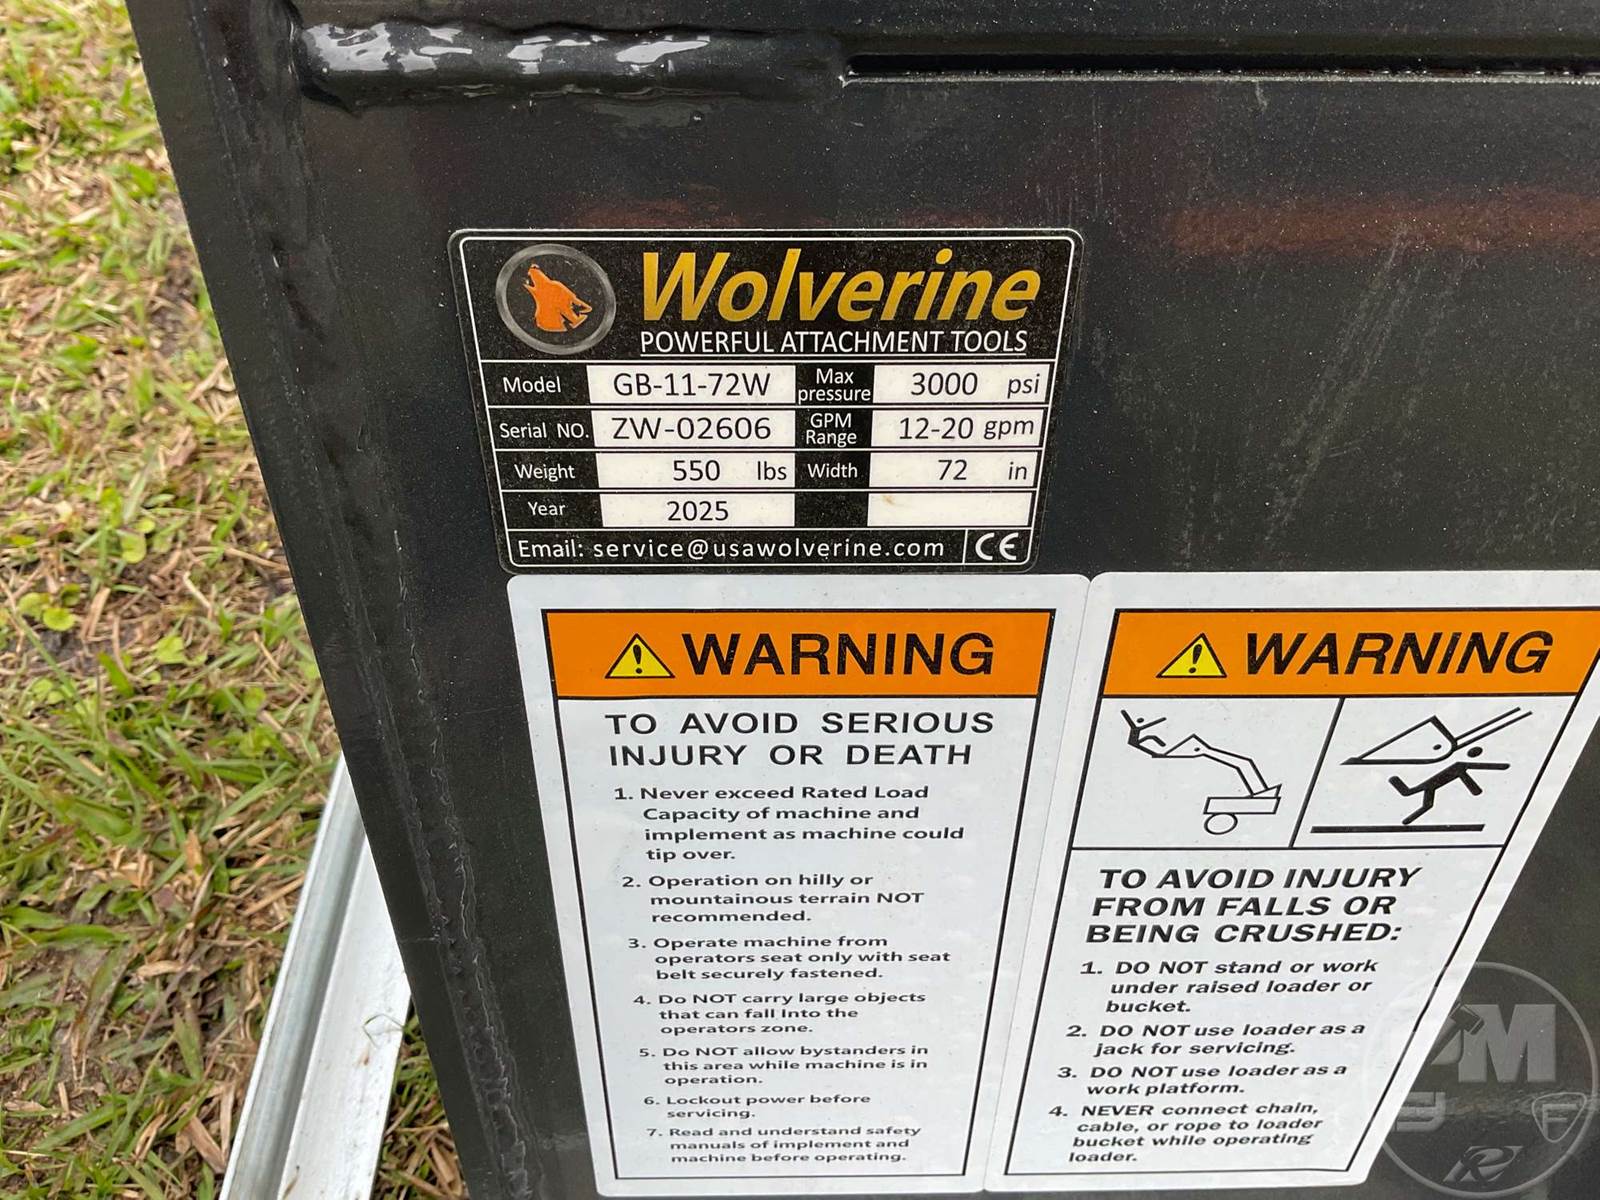 Wolverine
POWERFUL ATTACHMENT TOOLS
Model GB-11-72W Max pressure 3000 psi
Serial NO. ZW-02606 GPM Range 12-20 gpm
Weight 550 lbs Width 72 in
Year 2025
Email: service@usawolverine.com CE
WARNING
TO AVOID SERIOUS
INJURY OR DEATH
1. Never exceed Rated Load
Capacity of machine and
implement as machine could
tip over.
2. Operation on hilly or
mountainous terrain NOT
recommended.
3. Operate machine from
operators seat only with seat
belt securely fastened.
4. Do NOT carry large objects
that can fall Into the
operators zone.
5. Do NOT allow bystanders in
this area while machine is in
operation.
6. Lockout power before
servicing.
7. Read and understand safety
manuals of implement and
machine before operating.
WARNING
TO AVOID INJURY
FROM FALLS OR
BEING CRUSHED:
1. DO NOT stand or work
under raised loader or
bucket.
2. DO NOT use loader as a
jack for servicing.
3. DO NOT use loader as a
work platform.
4. NEVER connect chain,
cable, or rope to loader
bucket while operating
loader.